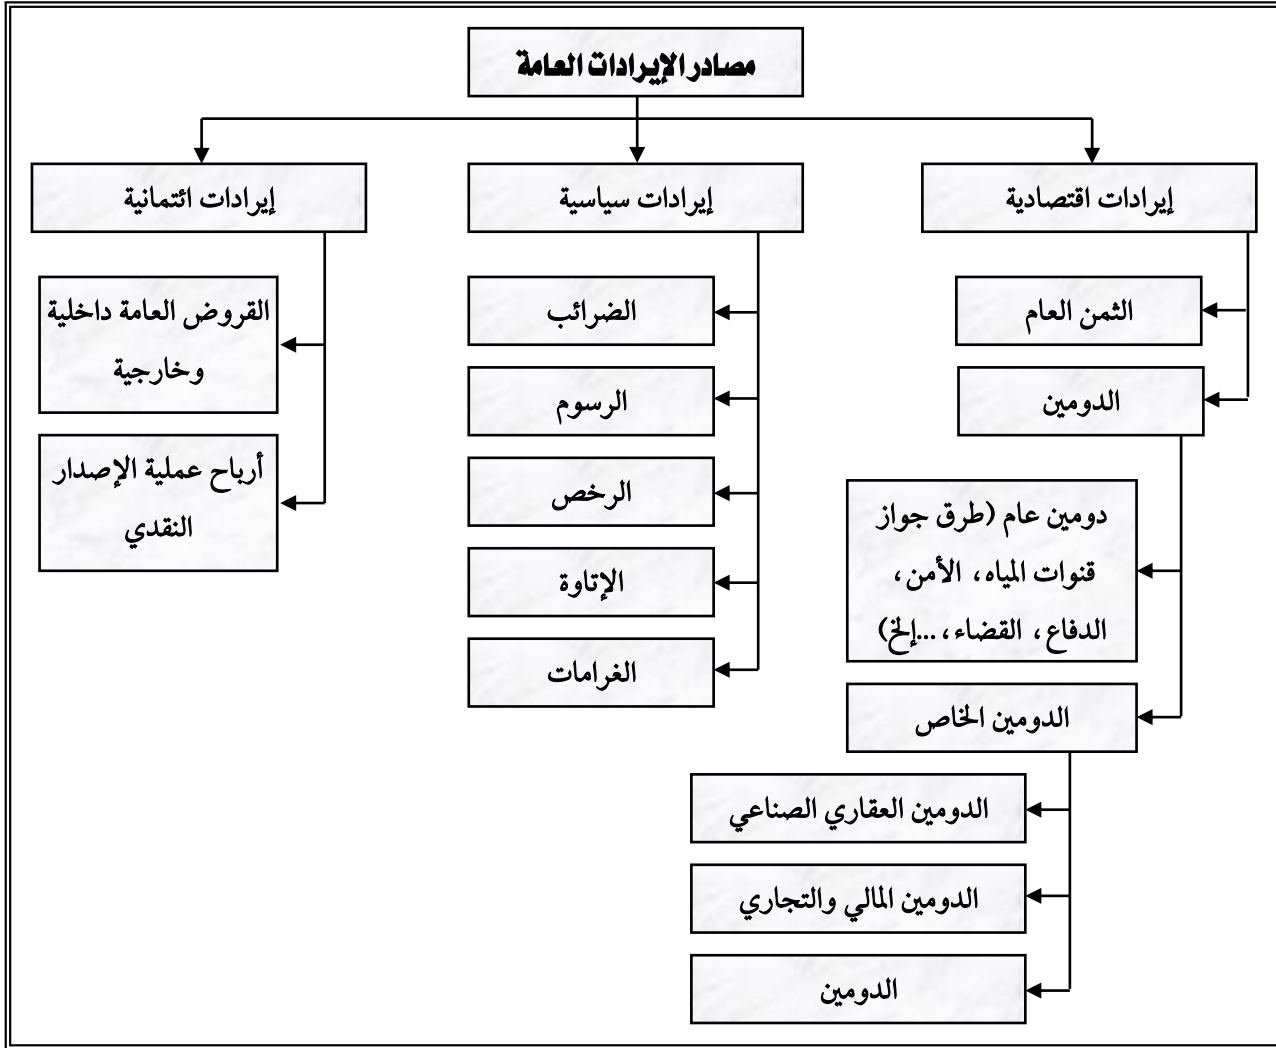 مصادر الإيرادات العامة
إيرادات اقتصادية
الثمن العام
الدومين
دومين عام (طرق جواز
قنوات المياه، الأمن،
الدفاع، القضاء،...إلخ)
الدومين الخاص
الدومين العقاري الصناعي
الدومين المالي والتجاري
الدومين
إيرادات سياسية
الضرائب
الرسوم
الرخص
الإتاوة
الغرامات
إيرادات ائتمانية
القروض العامة داخلية
وخارجية
أرباح عملية الإصدار
النقدي